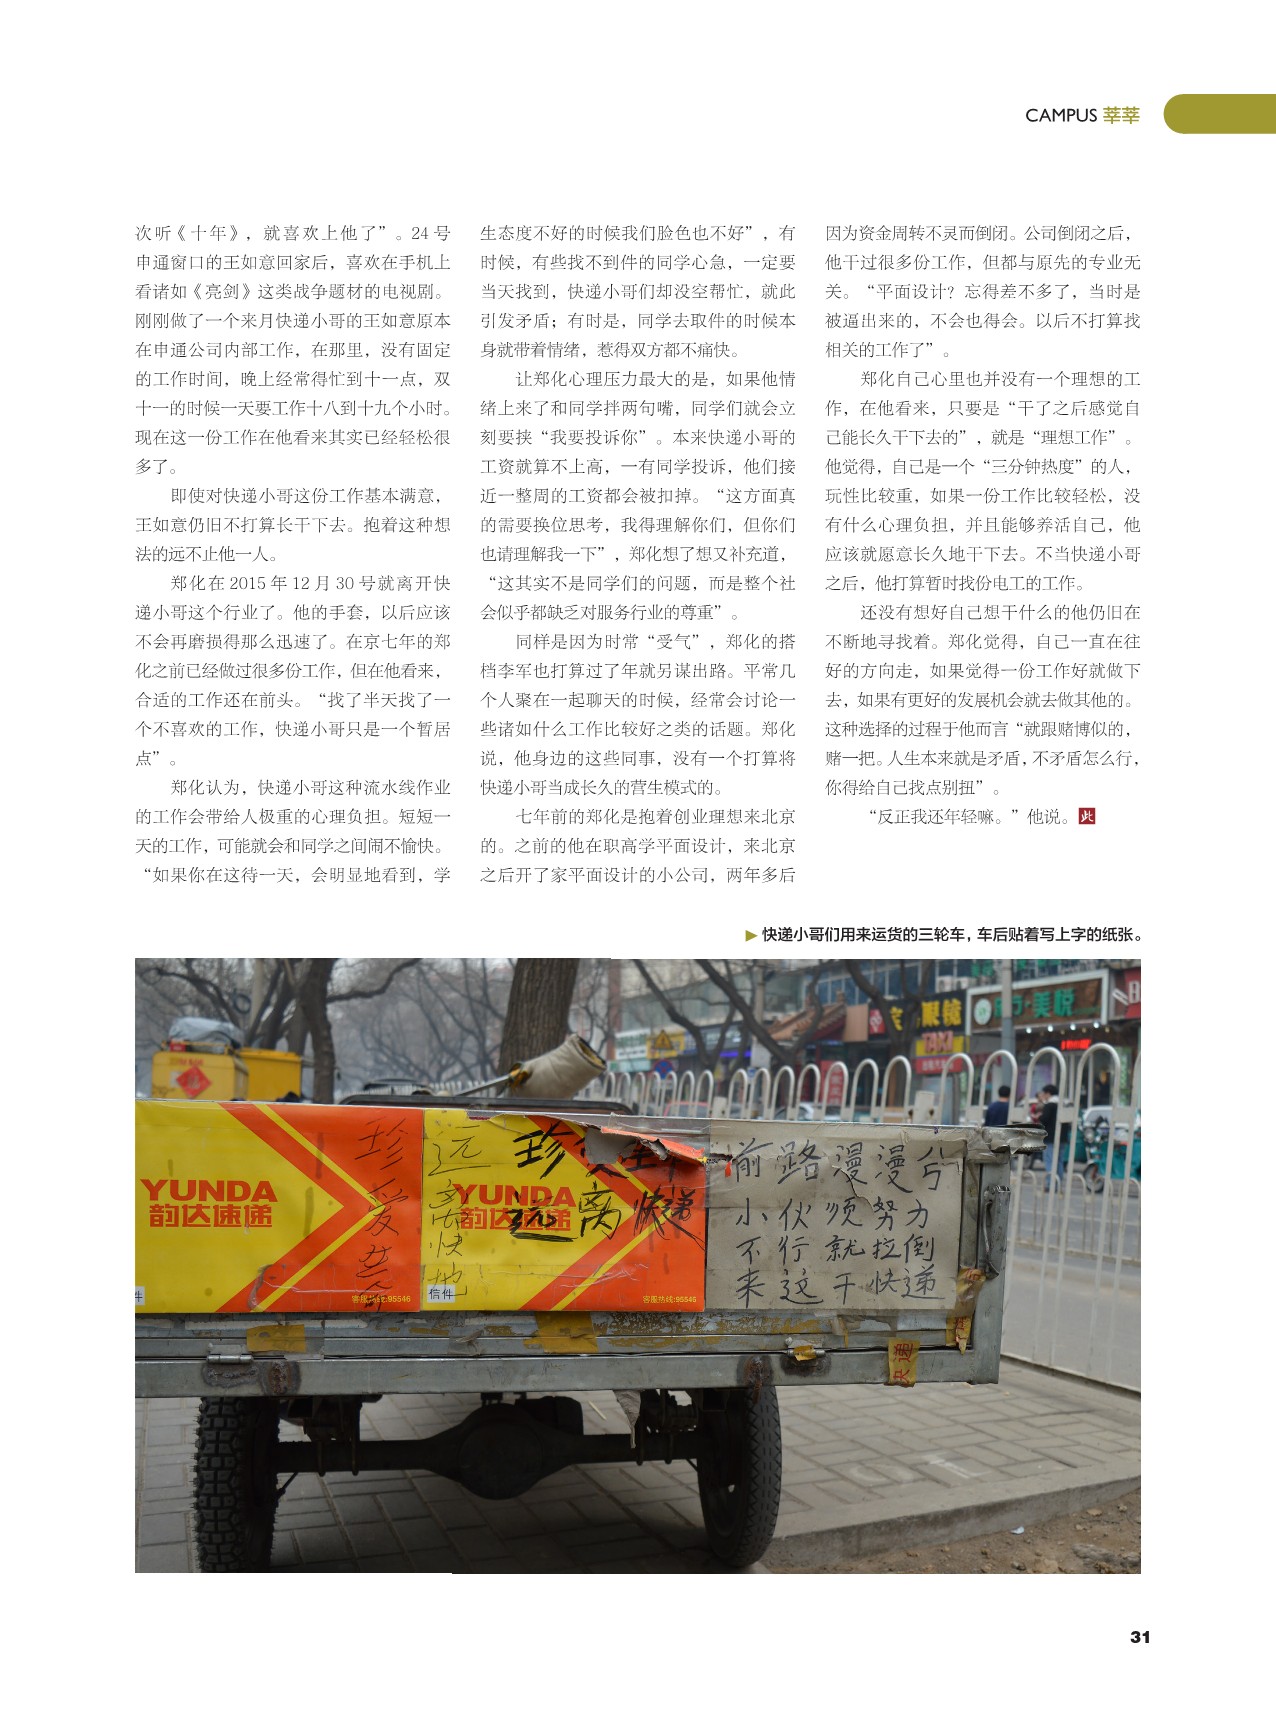 CAMPUS 莘莘
次听《十年》，就喜欢上他了”。24 号
申通窗口的王如意回家后，喜欢在手机上
看诸如《亮剑》这类战争题材的电视剧。
刚刚做了一个来月快递小哥的王如意原本
在申通公司内部工作，在那里，没有固定
的工作时间，晚上经常得忙到十一点，双
十一的时候一天要工作十八到十九个小时。
现在这一份工作在他看来其实已经轻松很
多了。
即使对快递小哥这份工作基本满意，
王如意仍旧不打算长干下去。抱着这种想
法的远不止他一人。
郑化在 2015 年 12 月 30 号就离开快
递小哥这个行业了。他的手套，以后应该
不会再磨损得那么迅速了。在京七年的郑
化之前已经做过很多份工作，但在他看来，
合适的工作还在前头。“找了半天找了一
个不喜欢的工作，快递小哥只是一个暂居
点”。
郑化认为，快递小哥这种流水线作业
的工作会带给人极重的心理负担。短短一
天的工作，可能就会和同学之间闹不愉快。
“如果你在这待一天，会明显地看到，学
生态度不好的时候我们脸色也不好”，有
时候，有些找不到件的同学心急，一定要
当天找到，快递小哥们却没空帮忙，就此
引发矛盾；有时是，同学去取件的时候本
身就带着情绪，惹得双方都不痛快。
让郑化心理压力最大的是，如果他情
绪上来了和同学拌两句嘴，同学们就会立
刻要挟“我要投诉你”。本来快递小哥的
工资就算不上高，一有同学投诉，他们接
近一整周的工资都会被扣掉。“这方面真
的需要换位思考，我得理解你们，但你们
也请理解我一下”，郑化想了想又补充道，
“这其实不是同学们的问题，而是整个社
会似乎都缺乏对服务行业的尊重”。
同样是因为时常“受气”，郑化的搭
档李军也打算过了年就另谋出路。平常几
个人聚在一起聊天的时候，经常会讨论一
些诸如什么工作比较好之类的话题。郑化
说，他身边的这些同事，没有一个打算将
快递小哥当成长久的营生模式的。
七年前的郑化是抱着创业理想来北京
的。之前的他在职高学平面设计，来北京
之后开了家平面设计的小公司，两年多后
因为资金周转不灵而倒闭。公司倒闭之后，
他干过很多份工作，但都与原先的专业无
关。“平面设计？忘得差不多了，当时是
被逼出来的，不会也得会。以后不打算找
相关的工作了”。
郑化自己心里也并没有一个理想的工
作，在他看来，只要是“干了之后感觉自
己能长久干下去的”，就是“理想工作”。
他觉得，自己是一个“三分钟热度”的人，
玩性比较重，如果一份工作比较轻松，没
有什么心理负担，并且能够养活自己，他
应该就愿意长久地干下去。不当快递小哥
之后，他打算暂时找份电工的工作。
还没有想好自己想干什么的他仍旧在
不断地寻找着。郑化觉得，自己一直在往
好的方向走，如果觉得一份工作好就做下
去，如果有更好的发展机会就去做其他的。
这种选择的过程于他而言“就跟赌博似的，
赌一把。人生本来就是矛盾，不矛盾怎么行，
你得给自己找点别扭”。
“反正我还年轻嘛。”他说。此
▶ 快递小哥们用来运货的三轮车，车后贴着写上字的纸张。
YUNDA
韵达速递
珍爱
客服热线:95546
YUNDA
韵达速递
远离快递
信件
客服热线:95546
前路漫漫兮
小伙须努力
不行就拉倒
来这干快递
快递
31